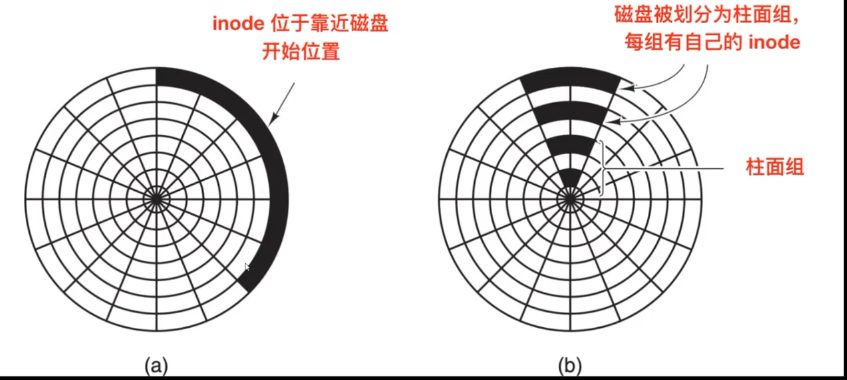 inode 位于靠近磁盘
开始位置
磁盘被划分为柱面组，
每组有自己的 inode
柱面组
(a)
(b)